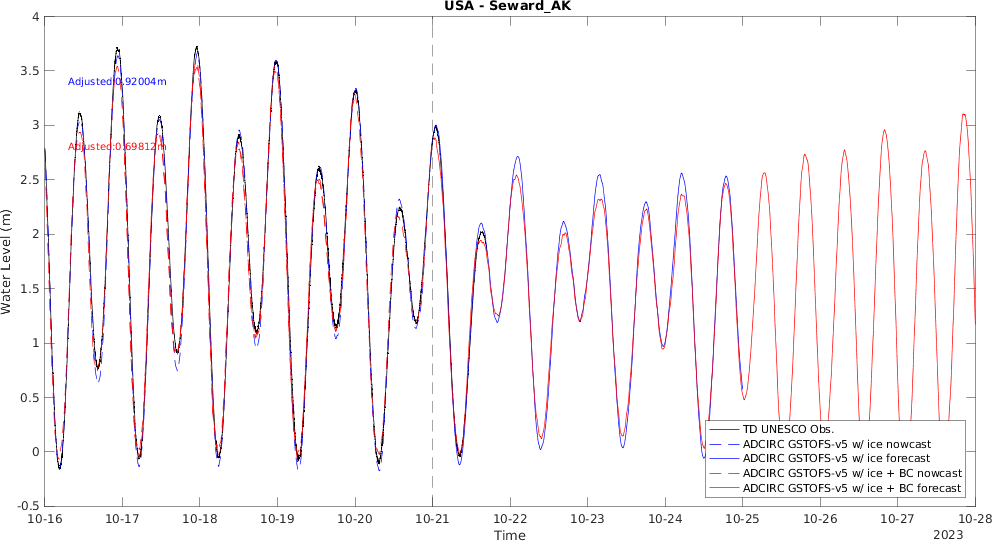 USA - Seward_AK
4
3.5
3
2.5
2
1.5
1
0.5
0
-0.5
Water Level (m)
Adjusted:0.92004m
Adjusted:0.69812m
TD UNESCO Obs.
ADCIRC GSTOFS-v5 w/ ice nowcast
ADCIRC GSTOFS-v5 w/ ice forecast
ADCIRC GSTOFS-v5 w/ ice + BC nowcast
ADCIRC GSTOFS-v5 w/ ice + BC forecast
10-16 10-17 10-18 10-19 10-20 10-21 10-22 10-23 10-24 10-25 10-26 10-27 10-28
Time
2023